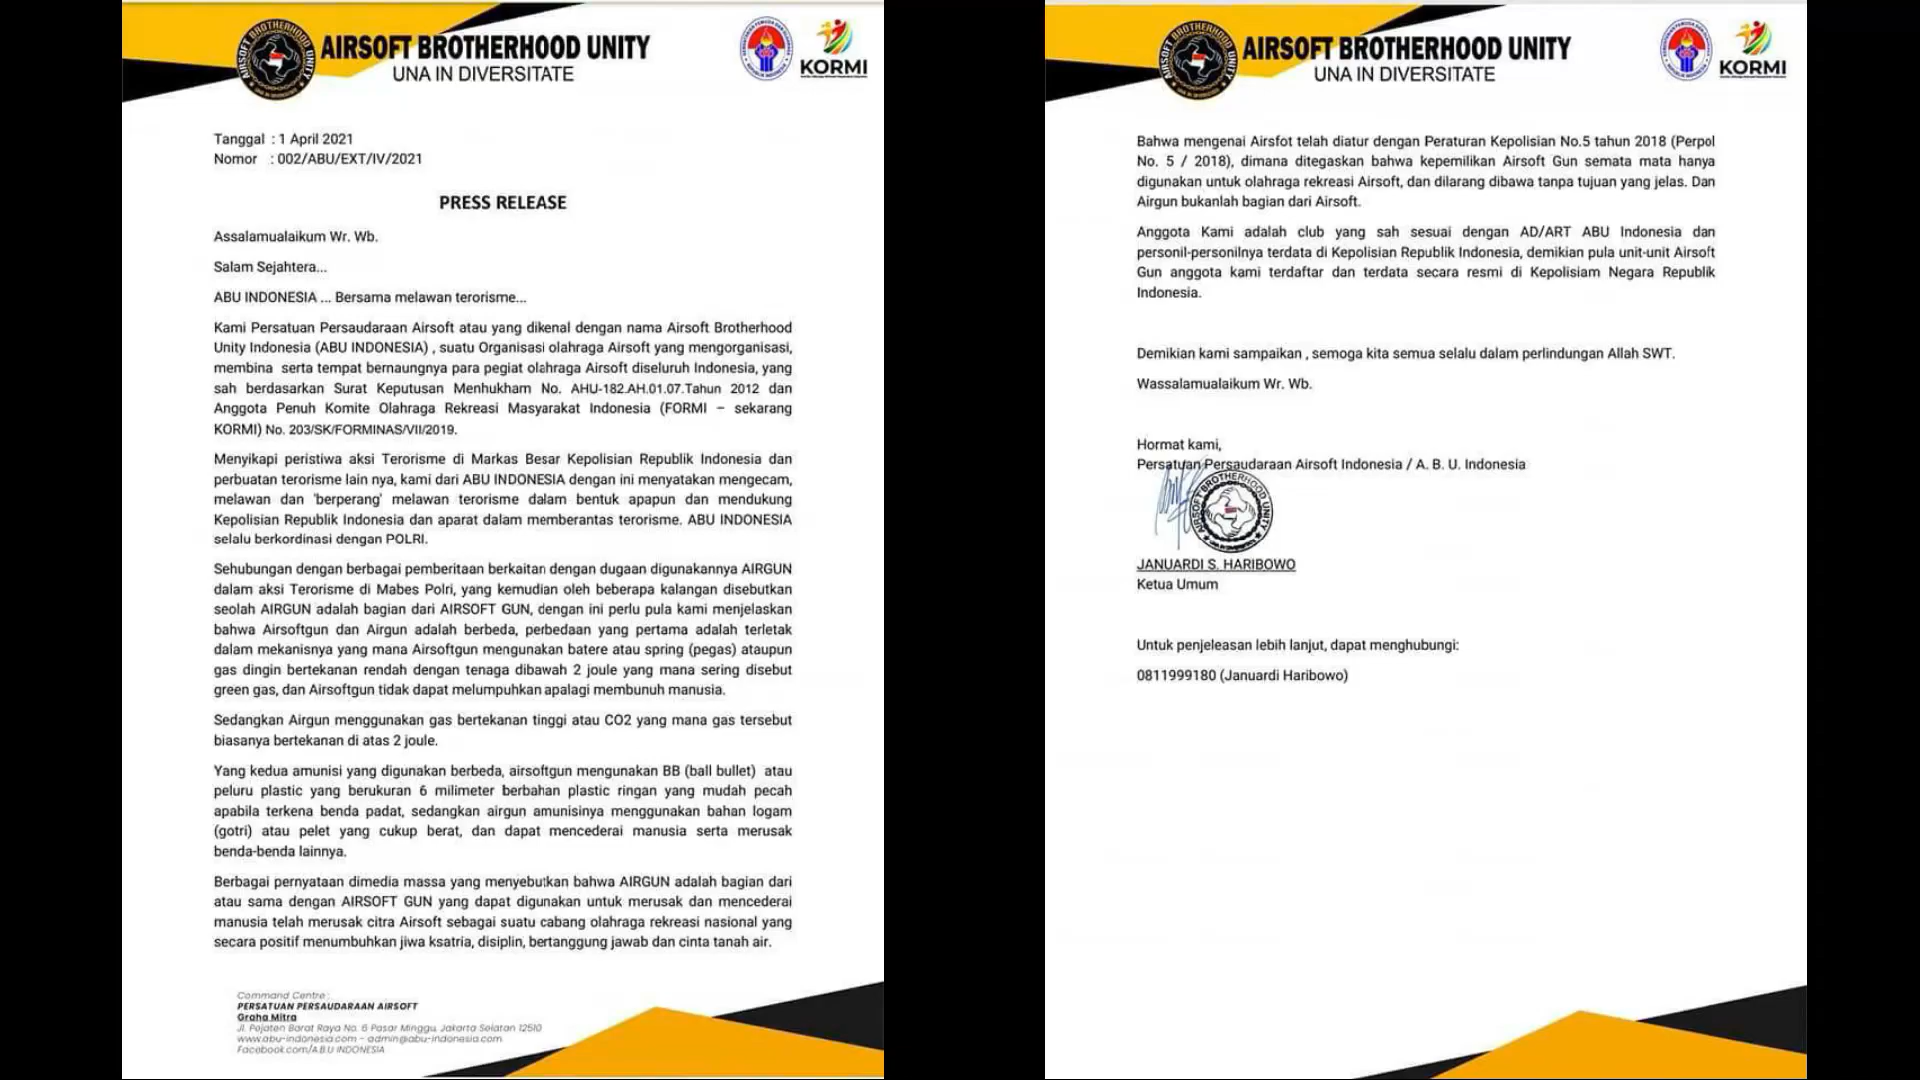 AIRSOFT BROTHERHOOD UNITY
UNA IN DIVERSITATE
KORMI
Tanggal : 1 April 2021
Nomor : 002/ABU/EXT/IV/2021
PRESS RELEASE
Assalamualaikum Wr. Wb.
Salam Sejahtera...
ABU INDONESIA ... Bersama melawan terorisme...
Kami Persatuan Persaudaraan Airsoft atau yang dikenal dengan nama Airsoft Brotherhood
Unity Indonesia (ABU INDONESIA) , suatu Organisasi olahraga Airsoft yang mengorganisasi,
membina serta tempat bernaungnya para pegiat olahraga Airsoft diseluruh Indonesia, yang
sah berdasarkan Surat Keputusan Menhukham No. AHU-182.AH.01.07.Tahun 2012 dan
Anggota Penuh Komite Olahraga Rekreasi Masyarakat Indonesia (FORMI – sekarang
KORMI) No. 203/SK/FORMINAS/VII/2019.
Menyikapi peristiwa aksi Terorisme di Markas Besar Kepolisian Republik Indonesia dan
perbuatan terorisme lain nya, kami dari ABU INDONESIA dengan ini menyatakan mengecam,
melawan dan 'berperang' melawan terorisme dalam bentuk apapun dan mendukung
Kepolisian Republik Indonesia dan aparat dalam memberantas terorisme. ABU INDONESIA
selalu berkordinasi dengan POLRI.
Sehubungan dengan berbagai pemberitaan berkaitan dengan dugaan digunakannya AIRGUN
dalam aksi Terorisme di Mabes Polri, yang kemudian oleh beberapa kalangan disebutkan
seolah AIRGUN adalah bagian dari AIRSOFT GUN, dengan ini perlu pula kami menjelaskan
bahwa Airsoftgun dan Airgun adalah berbeda, perbedaan yang pertama adalah terletak
dalam mekanisnya yang mana Airsoftgun mengunakan batere atau spring (pegas) ataupun
gas dingin bertekanan rendah dengan tenaga dibawah 2 joule yang mana sering disebut
green gas, dan Airsoftgun tidak dapat melumpuhkan apalagi membunuh manusia.
Sedangkan Airgun menggunakan gas bertekanan tinggi atau CO2 yang mana gas tersebut
biasanya bertekanan di atas 2 joule.
Yang kedua amunisi yang digunakan berbeda, airsoftgun mengunakan BB (ball bullet) atau
peluru plastic yang berukuran 6 milimeter berbahan plastic ringan yang mudah pecah
apabila terkena benda padat, sedangkan airgun amunisinya menggunakan bahan logam
(gotri) atau pelet yang cukup berat, dan dapat mencederai manusia serta merusak
benda-benda lainnya.
Berbagai pernyataan dimedia massa yang menyebutkan bahwa AIRGUN adalah bagian dari
atau sama dengan AIRSOFT GUN yang dapat digunakan untuk merusak dan mencederai
manusia telah merusak citra Airsoft sebagai suatu cabang olahraga rekreasi nasional yang
secara positif menumbuhkan jiwa ksatria, disiplin, bertanggung jawab dan cinta tanah air.
Command Centre :
PERSATUAN PERSAUDARAAN AIRSOFT
Graha Mitra
Jl. Pejaten Barat Raya No. 6 Pasar Minggu, Jakarta Selatan 12510
www.abu-indonesia.com - admin@abu-indonesia.com
Facebook.com/A.B.U INDONESIA
AIRSOFT BROTHERHOOD UNITY
UNA IN DIVERSITATE
KORMI
Bahwa mengenai Airsfot telah diatur dengan Peraturan Kepolisian No.5 tahun 2018 (Perpol
No. 5 / 2018), dimana ditegaskan bahwa kepemilikan Airsoft Gun semata mata hanya
digunakan untuk olahraga rekreasi Airsoft, dan dilarang dibawa tanpa tujuan yang jelas. Dan
Airgun bukanlah bagian dari Airsoft.
Anggota Kami adalah club yang sah sesuai dengan AD/ART ABU Indonesia dan
personil-personilnya terdata di Kepolisian Republik Indonesia, demikian pula unit-unit Airsoft
Gun anggota kami terdaftar dan terdata secara resmi di Kepolisiam Negara Republik
Indonesia.
Demikian kami sampaikan , semoga kita semua selalu dalam perlindungan Allah SWT.
Wassalamualaikum Wr. Wb.
Hormat kami,
Persatuan Persaudaraan Airsoft Indonesia / A. B. U. Indonesia
AIRSOFT BROTHERHOOD UNITY
JANUARDI S. HARIBOWO
Ketua Umum
Untuk penjeleasan lebih lanjut, dapat menghubungi:
0811999180 (Januardi Haribowo)